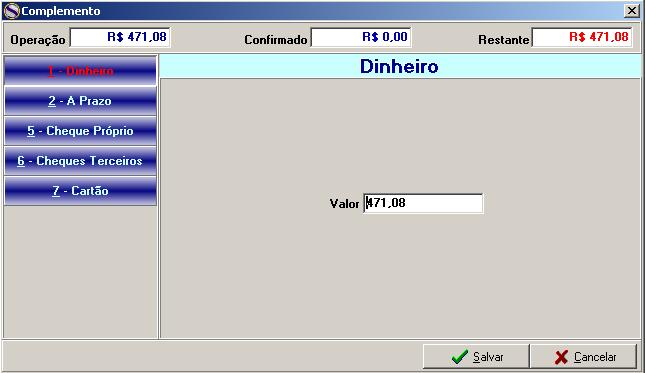 Complemento
Operação R$ 471,08 Confirmado R$ 0,00 Restante R$ 471,08
1 - Dinheiro
Dinheiro
2 - A Prazo
5 - Cheque Próprio
6 - Cheques Terceiros
7 - Cartão
Valor 471,08
Salvar Cancelar